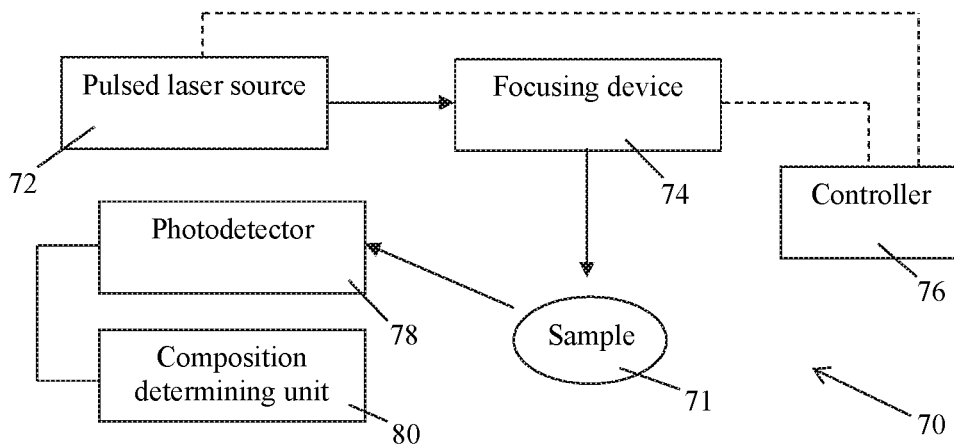 Pulsed laser source
72
Focusing device
74
Controller
76
Photodetector
78
Sample
71
Composition
determining unit
80
70